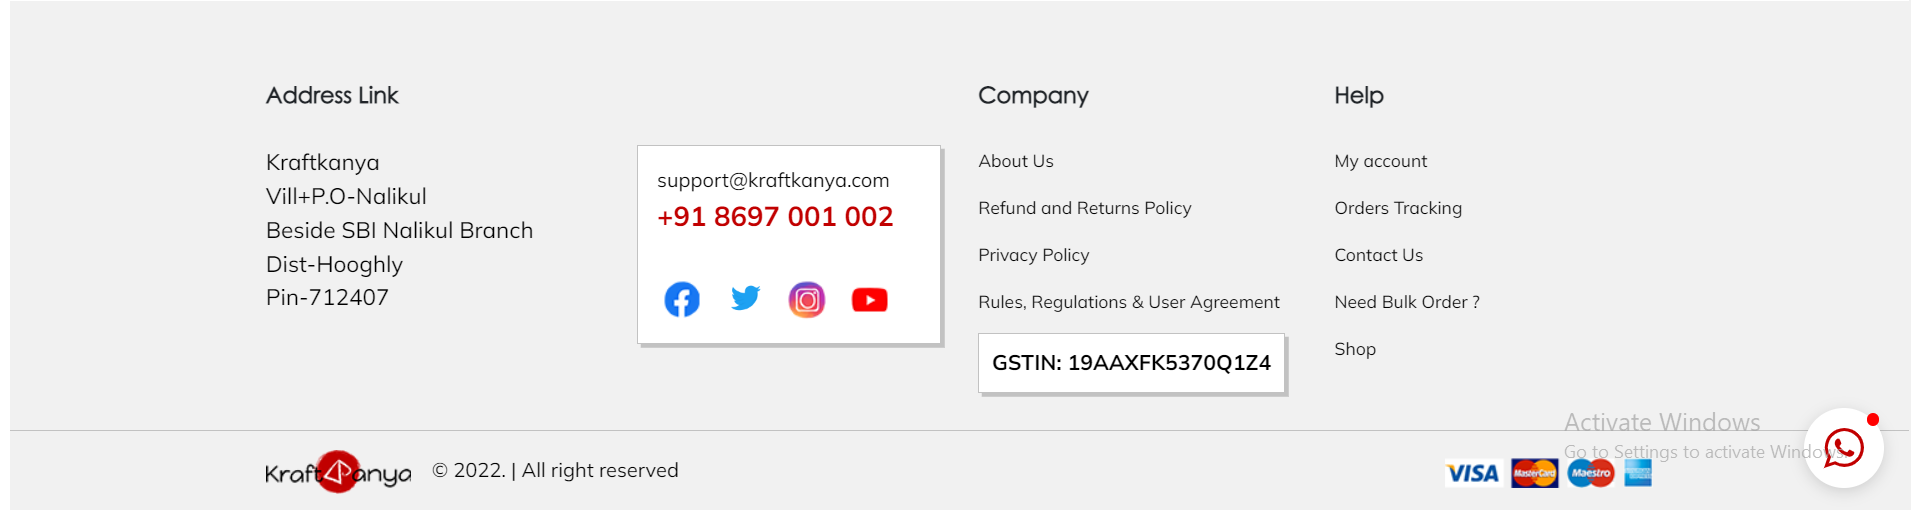 Address Link
Kraftkanya
Vill+P.O-Nalikul
Beside SBI Nalikul Branch
Dist-Hooghly
Pin-712407
support@kraftkanya.com
+91 8697 001 002
Company
About Us
Refund and Returns Policy
Privacy Policy
Rules, Regulations & User Agreement
GSTIN: 19AAXFK5370Q1Z4
Help
My account
Orders Tracking
Contact Us
Need Bulk Order ?
Shop
Activate Windows
Go to Settings to activate Windows.
KraftKanya
© 2022. | All right reserved
VISA
MasterCard
Maestro